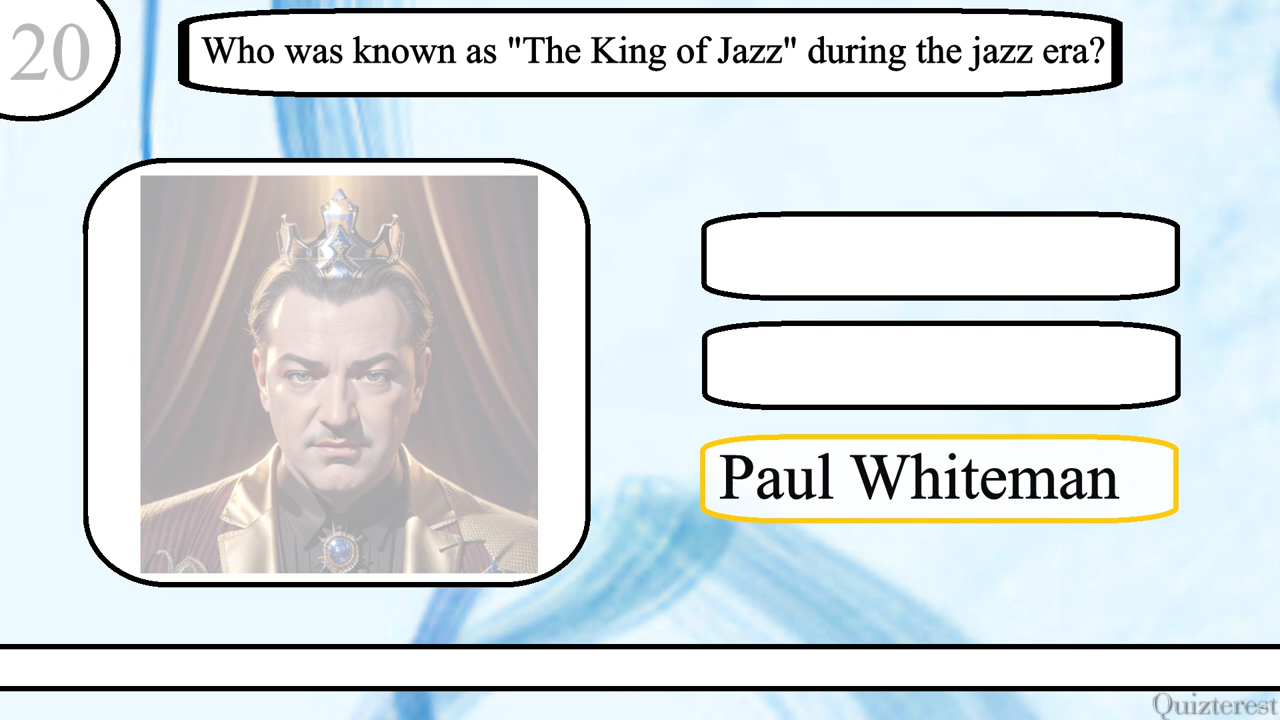 20
Who was known as "The King of Jazz" during the jazz era?
Paul Whiteman
Quizterest